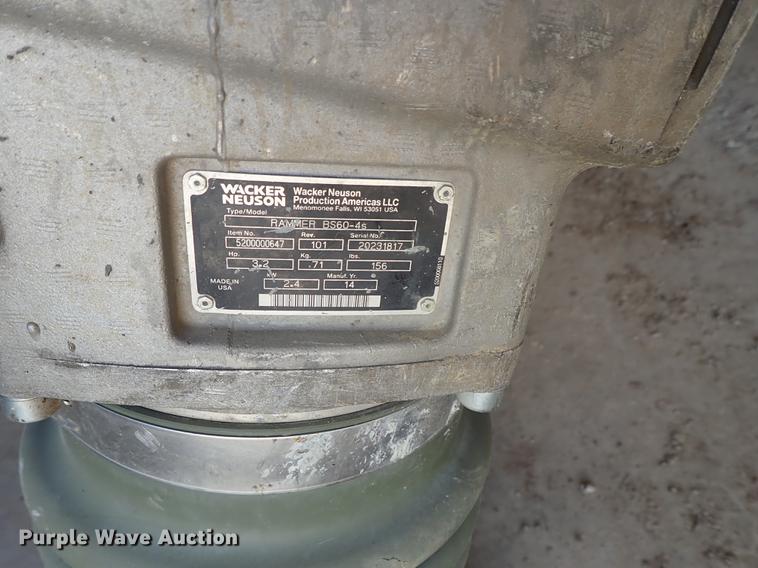 WACKER
NEUSON
Wacker Neuson
Production Americas LLC
Menomonee Falls, WI 53051 USA
Type/Model
RAMMER BS60-4s
Item No. Rev. Serial No.
5200000647 101 20231817
Hp. Kg. lbs.
3.2 71 156
kW Manuf. Yr.
MADE IN
USA
2.4 14
5200008110
Purple Wave Auction